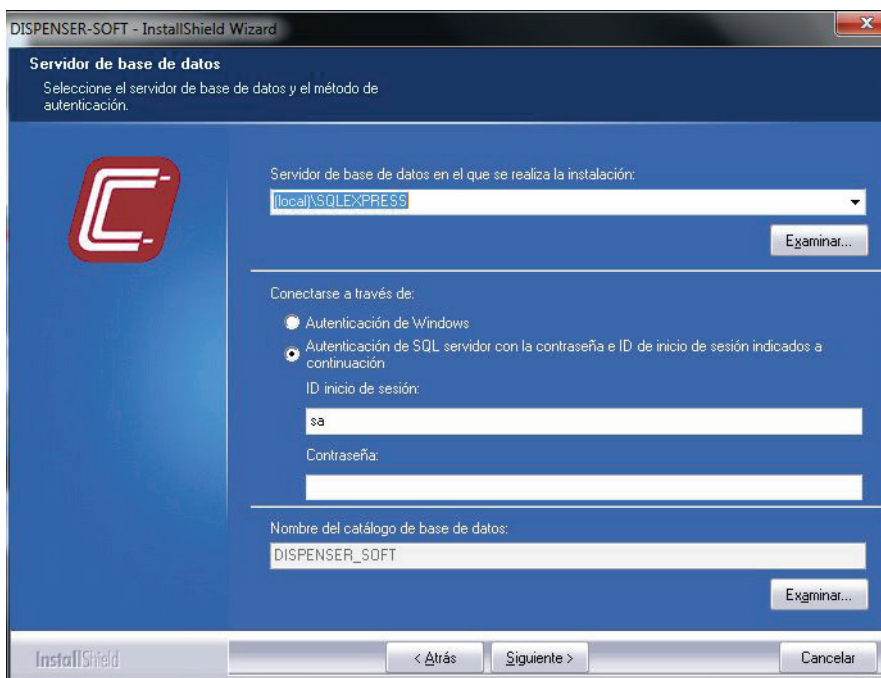 DISPENSER-SOFT - InstallShield Wizard
Servidor de base de datos
Seleccione el servidor de base de datos y el método de
autenticación.
Servidor de base de datos en el que se realiza la instalación:
(local)\SQLEXPRESS
Examinar...
Conectarse a través de:
Autenticación de Windows
Autenticación de SQL servidor con la contraseña e ID de inicio de sesión indicados a
continuación
ID inicio de sesión:
sa
Contraseña:
Nombre del catálogo de base de datos:
DISPENSER_SOFT
Examinar...
InstallShield
< Atrás
Siguiente >
Cancelar